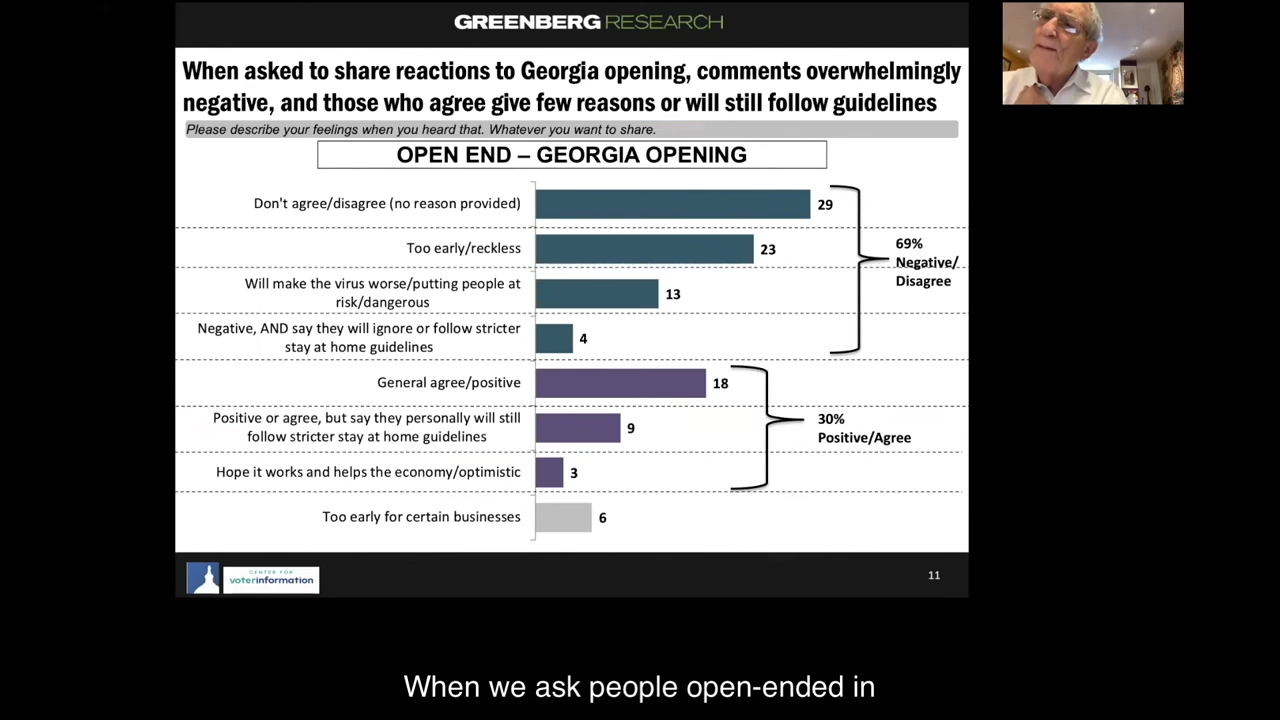 GREENBERG RESEARCH
When asked to share reactions to Georgia opening, comments overwhelmingly
negative, and those who agree give few reasons or will still follow guidelines
Please describe your feelings when you heard that. Whatever you want to share.
OPEN END – GEORGIA OPENING
Don't agree/disagree (no reason provided)
29
Too early/reckless
23
Will make the virus worse/putting people at
risk/dangerous
13
Negative, AND say they will ignore or follow stricter
stay at home guidelines
4
69%
Negative/
Disagree
General agree/positive
18
Positive or agree, but say they personally will still
follow stricter stay at home guidelines
9
Hope it works and helps the economy/optimistic
3
30%
Positive/Agree
Too early for certain businesses
6
CENTER FOR
voterinformation
11
When we ask people open-ended in